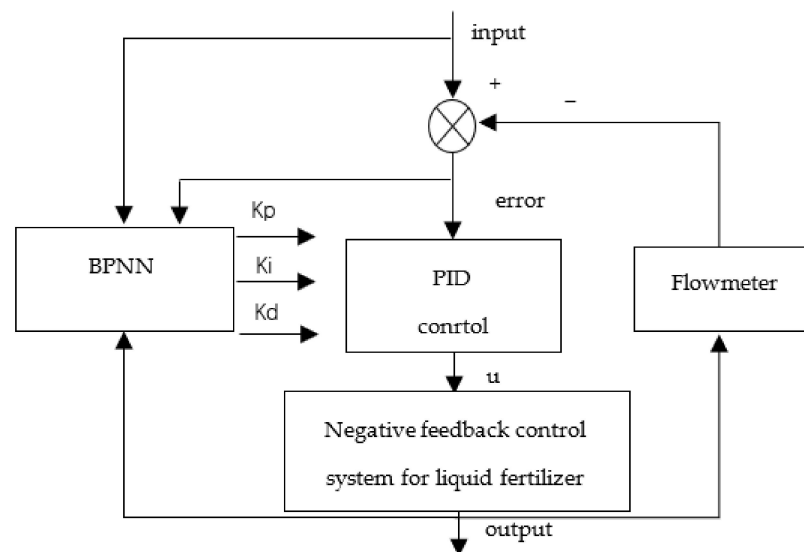 input
+
−
error
Kp
BPNN
Ki
Kd
PID
conrtol
Flowmeter
u
Negative feedback control
system for liquid fertilizer
output